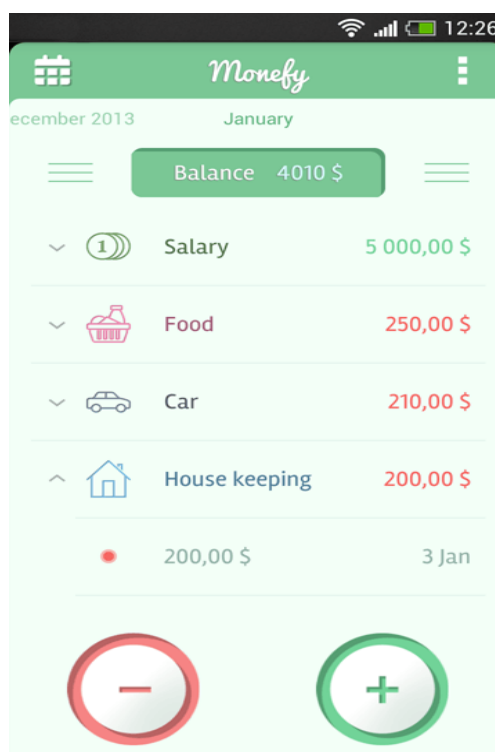 12:26
Monefy
ecember 2013 January
Balance 4010 $
1 Salary 5 000,00 $
Food 250,00 $
Car 210,00 $
House keeping 200,00 $
200,00 $ 3 Jan
−
+